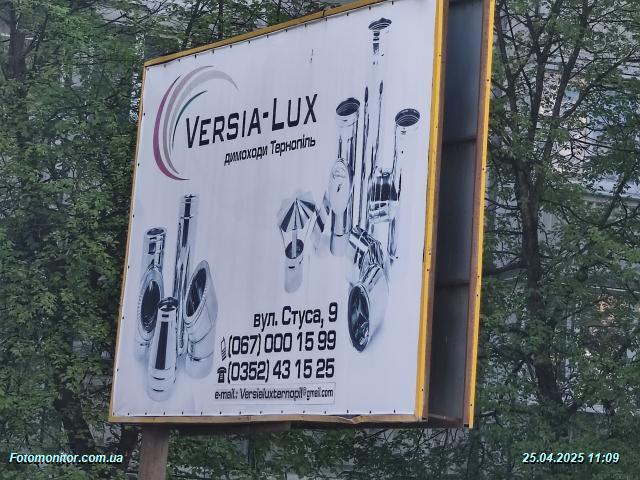 VERSIA-LUX
димоходи Тернопіль
вул. Стуса, 9
(067) 000 15 99
(0352) 43 15 25
e-mail.: Versialuxternopil@gmail.com
Fotomonitor.com.ua
25.04.2025 11:09